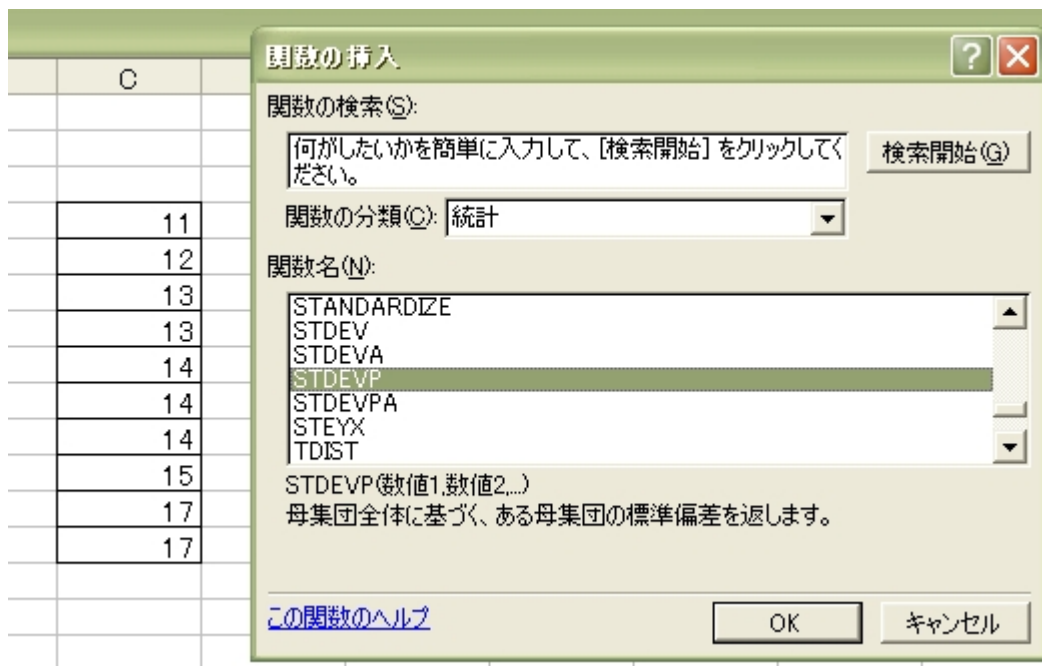 関数の挿入
C
関数の検索(S):
何がしたいかを簡単に入力して、[検索開始] をクリックしてく
ださい。
検索開始(G)
関数の分類(C): 統計
関数名(N):
STANDARDIZE
STDEV
STDEVA
STDEVP
STDEVPA
STEYX
TDIST
STDEVP(数値1,数値2,...)
母集団全体に基づく、ある母集団の標準偏差を返します。
この関数のヘルプ
OK
キャンセル
11
12
13
13
14
14
14
15
17
17